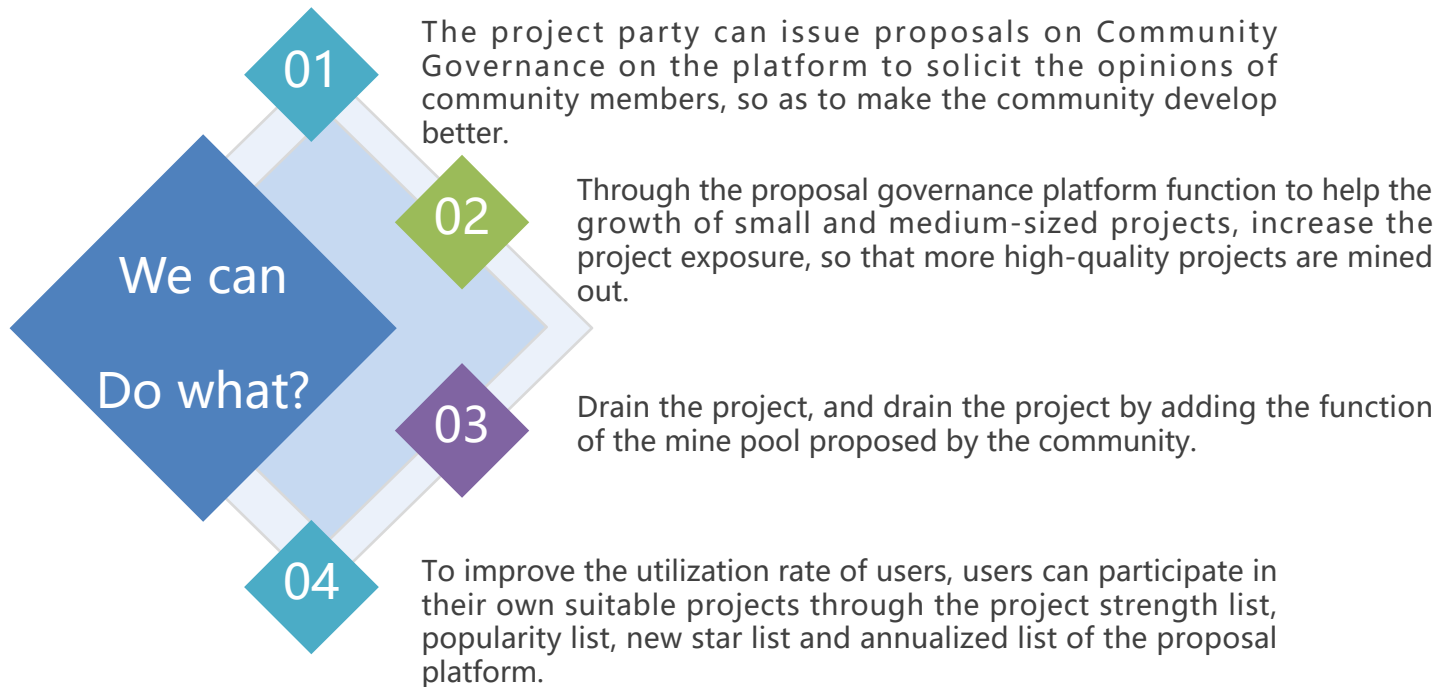 01
The project party can issue proposals on Community
Governance on the platform to solicit the opinions of
community members, so as to make the community develop
better.
02
Through the proposal governance platform function to help the
growth of small and medium-sized projects, increase the
project exposure, so that more high-quality projects are mined
out.
We can
Do what?
03
Drain the project, and drain the project by adding the function
of the mine pool proposed by the community.
04
To improve the utilization rate of users, users can participate in
their own suitable projects through the project strength list,
popularity list, new star list and annualized list of the proposal
platform.